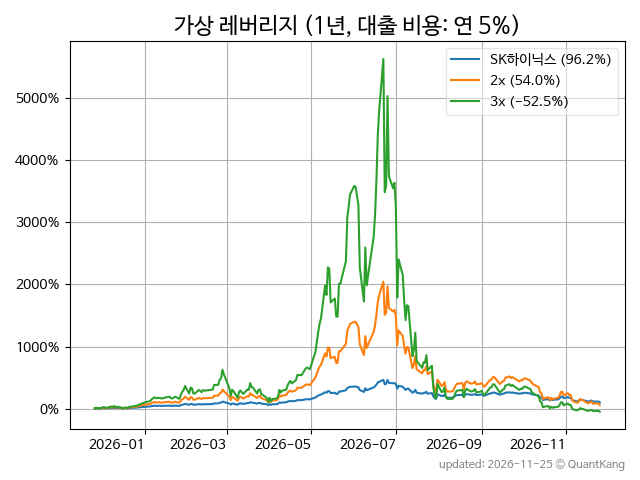 가상 레버리지 (1년, 대출 비용: 연 5%)
SK하이닉스 (96.2%)
2x (54.0%)
3x (-52.5%)
5000%
4000%
3000%
2000%
1000%
0%
2026-01 2026-03 2026-05 2026-07 2026-09 2026-11
updated: 2026-11-25 © QuantKang